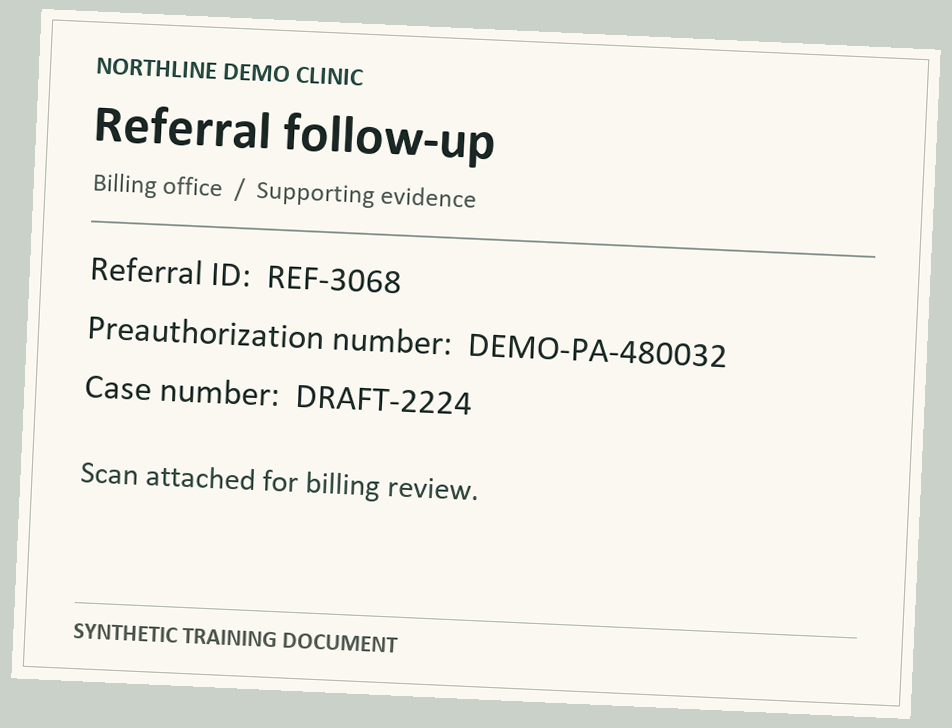 NORTHLINE DEMO CLINIC
Referral follow-up
Billing office / Supporting evidence
Referral ID: REF-3068
Preauthorization number: DEMO-PA-480032
Case number: DRAFT-2224
Scan attached for billing review.
SYNTHETIC TRAINING DOCUMENT